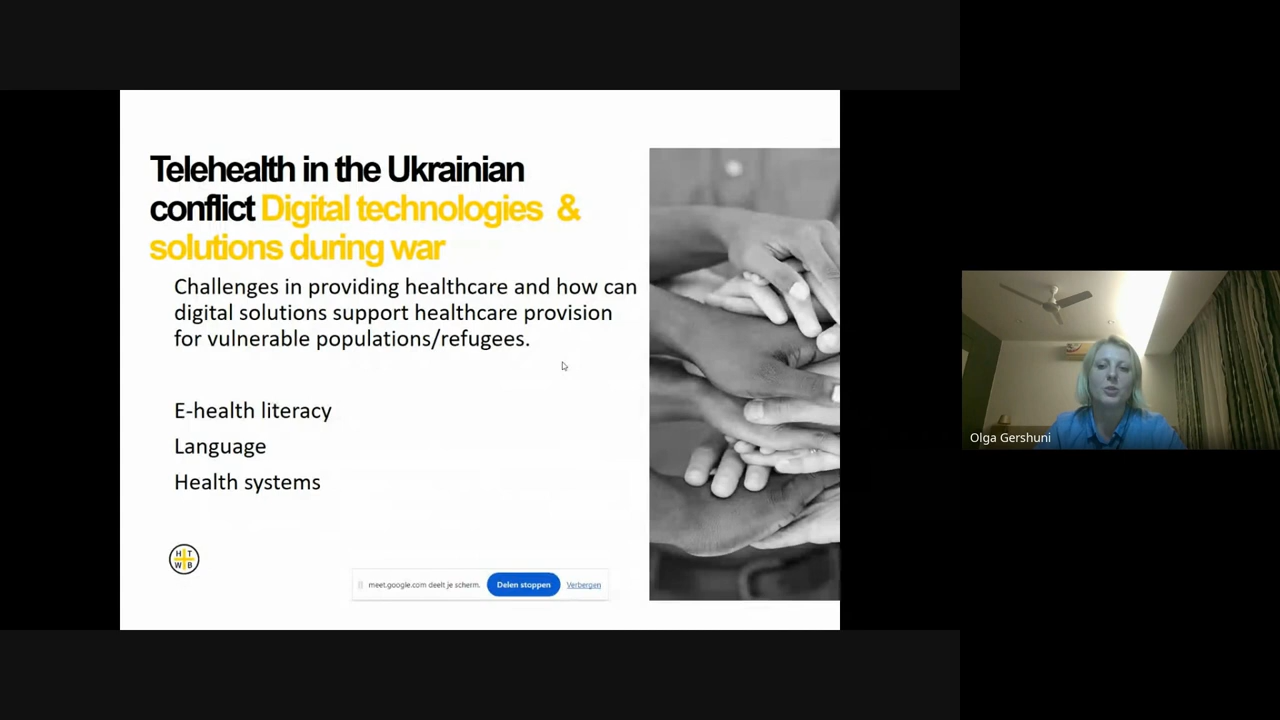 Telehealth in the Ukrainian
conflict Digital technologies &
solutions during war
Challenges in providing healthcare and how can
digital solutions support healthcare provision
for vulnerable populations/refugees.
E-health literacy
Language
Health systems
H T
W B
meet.google.com deelt je scherm. Delen stoppen Verbergen
Olga Gershuni